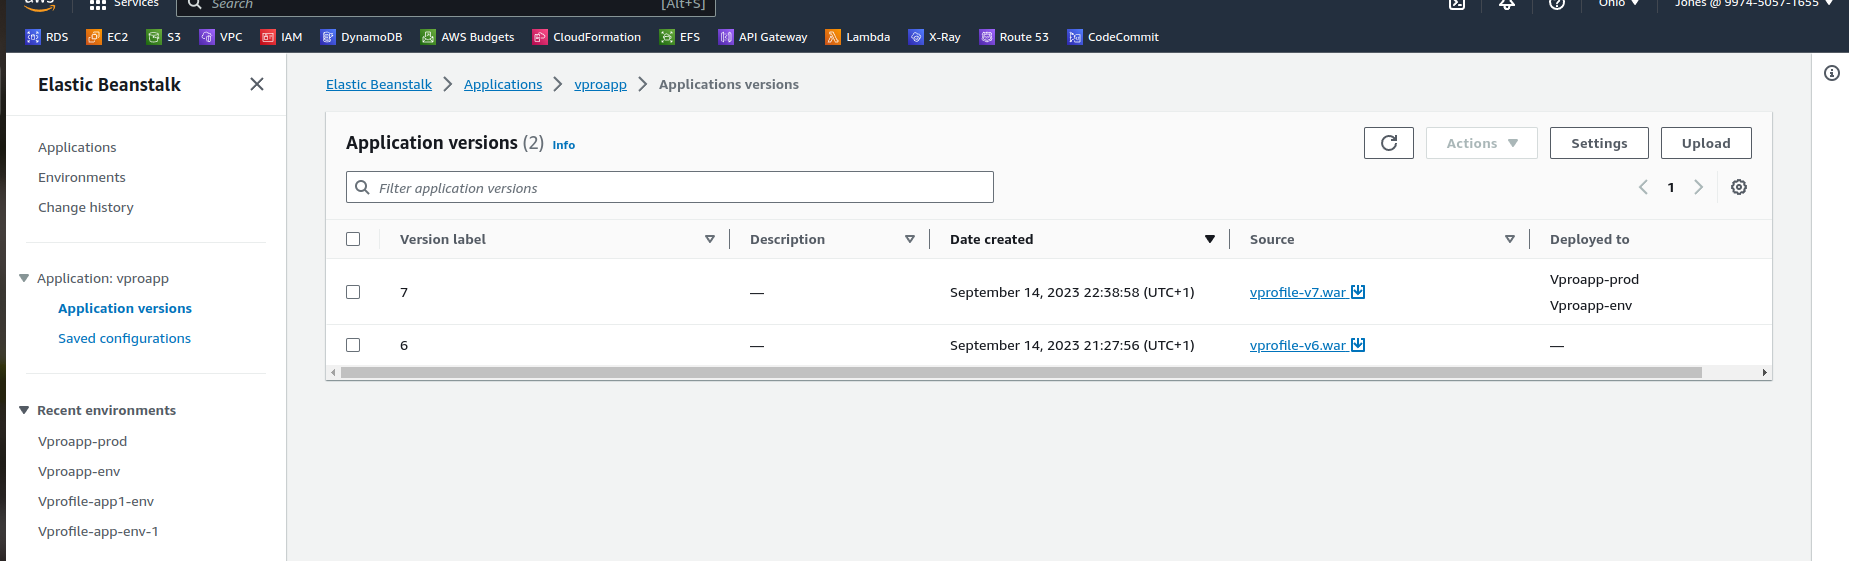 aws
Services
Search
[Alt+S]
Ohio ▼
Jones @ 9974-5057-1655 ▼
RDS EC2 S3 VPC IAM DynamoDB AWS Budgets CloudFormation EFS API Gateway Lambda X-Ray Route 53 CodeCommit
Elastic Beanstalk
Applications
Environments
Change history
Application: vproapp
Application versions
Saved configurations
Recent environments
Vproapp-prod
Vproapp-env
Vprofile-app1-env
Vprofile-app-env-1
Elastic Beanstalk > Applications > vproapp > Applications versions
Application versions (2) Info
Actions ▼ Settings Upload
Filter application versions
1
Version label Description Date created Source Deployed to
7 — September 14, 2023 22:38:58 (UTC+1) vprofile-v7.war Vproapp-prod
Vproapp-env
6 — September 14, 2023 21:27:56 (UTC+1) vprofile-v6.war —